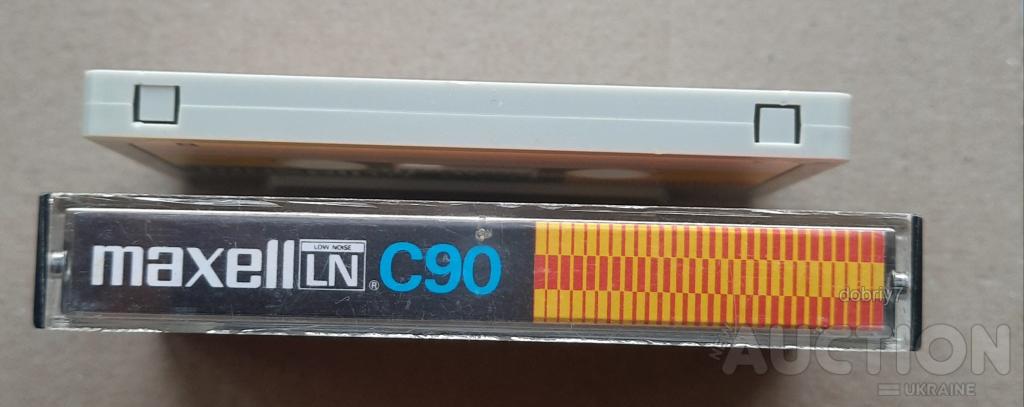 maxell LOW NOISE LN ® C90
dobriy7
AUCTION
UKRAINE